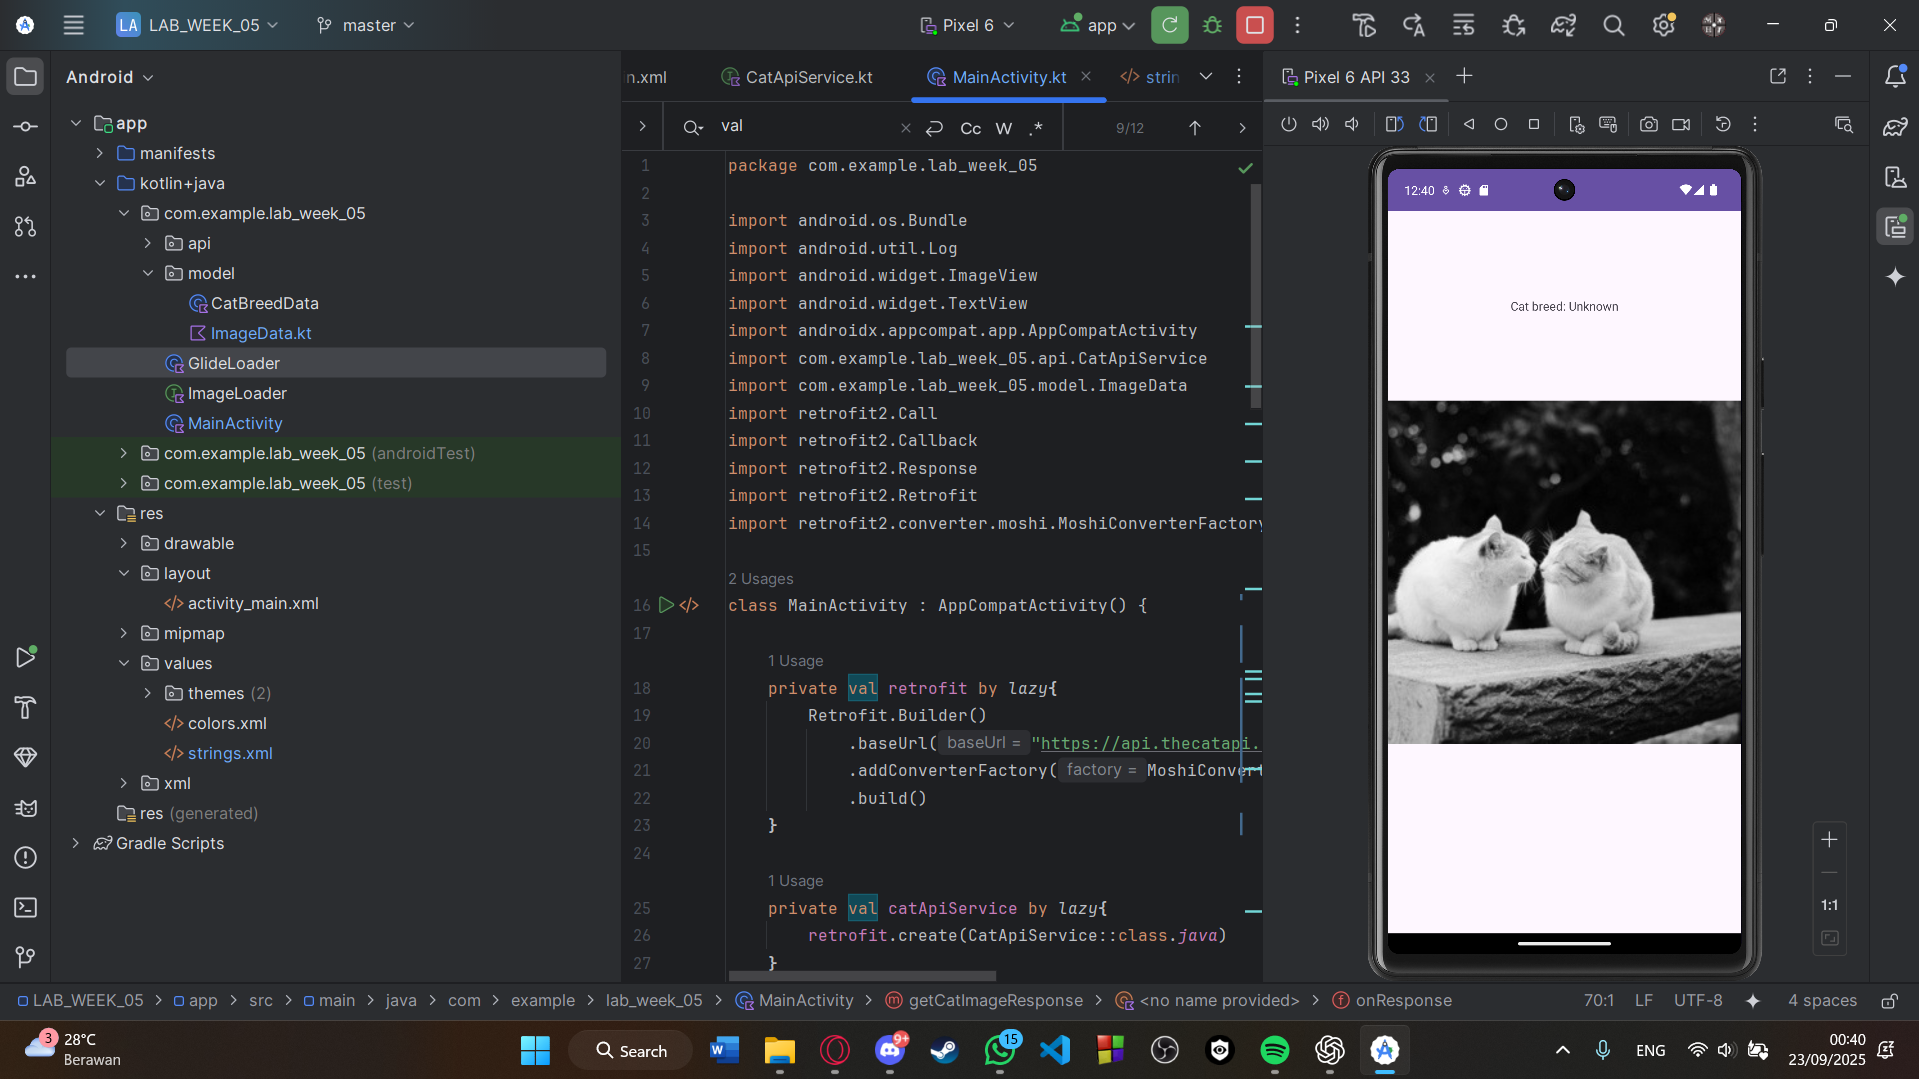 LA LAB_WEEK_05 master Pixel 6 app
Android
app
manifests
kotlin+java
com.example.lab_week_05
api
model
CatBreedData
ImageData.kt
GlideLoader
ImageLoader
MainActivity
com.example.lab_week_05 (androidTest)
com.example.lab_week_05 (test)
res
drawable
layout
activity_main.xml
mipmap
values
themes (2)
colors.xml
strings.xml
xml
res (generated)
Gradle Scripts
n.xml CatApiService.kt MainActivity.kt strin
val Cc W .* 9/12
1 package com.example.lab_week_05
2
3 import android.os.Bundle
4 import android.util.Log
5 import android.widget.ImageView
6 import android.widget.TextView
7 import androidx.appcompat.app.AppCompatActivity
8 import com.example.lab_week_05.api.CatApiService
9 import com.example.lab_week_05.model.ImageData
10 import retrofit2.Call
11 import retrofit2.Callback
12 import retrofit2.Response
13 import retrofit2.Retrofit
14 import retrofit2.converter.moshi.MoshiConverterFactory
15
2 Usages
16 class MainActivity : AppCompatActivity() {
17
1 Usage
18 private val retrofit by lazy{
19 Retrofit.Builder()
20 .baseUrl( baseUrl = "https://api.thecatapi.
21 .addConverterFactory( factory = MoshiConvert
22 .build()
23 }
24
1 Usage
25 private val catApiService by lazy{
26 retrofit.create(CatApiService::class.java)
27 }
Pixel 6 API 33
12:40
Cat breed: Unknown
1:1
LAB_WEEK_05 > app > src > main > java > com > example > lab_week_05 > MainActivity > getCatImageResponse > <no name provided> > onResponse 70:1 LF UTF-8 4 spaces
3 28°C
Berawan
Search
9+
15
ENG
00:40
23/09/2025